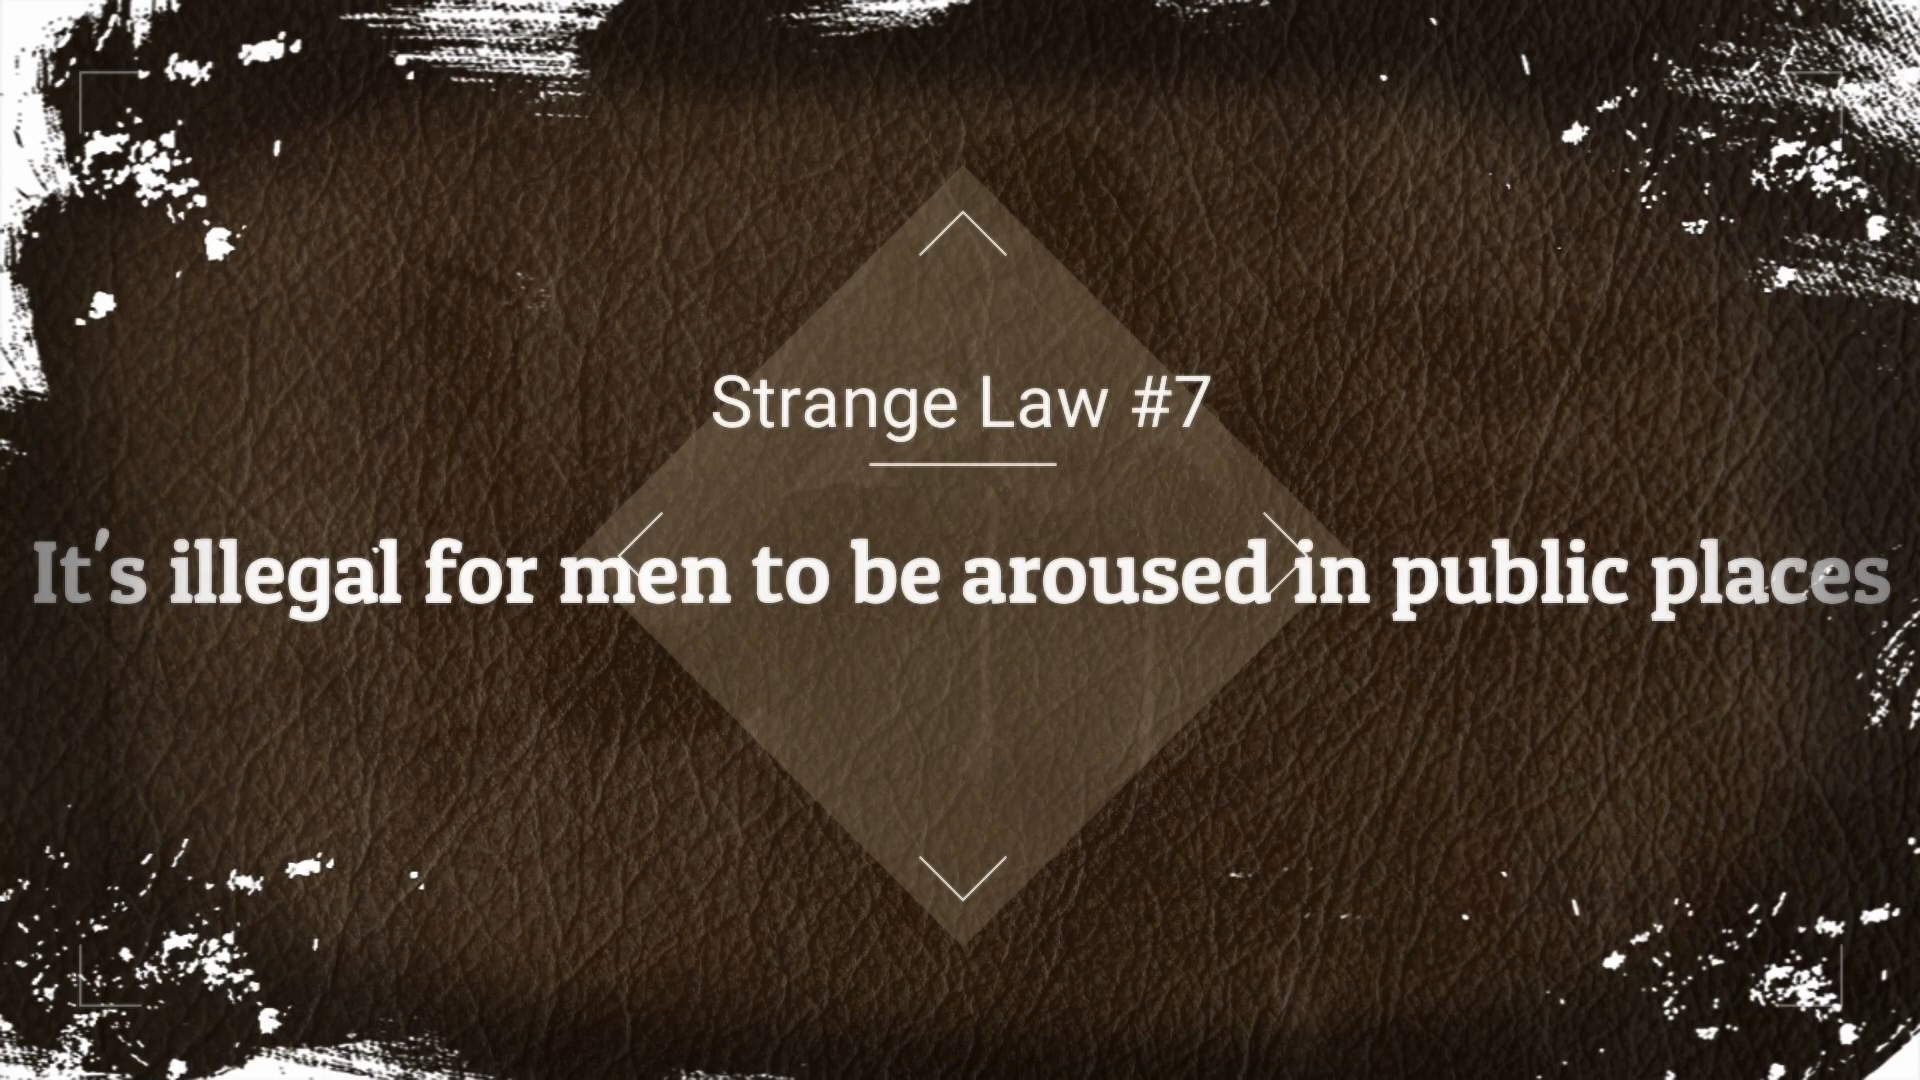 Strange Law #7
It's illegal for men to be aroused in public places